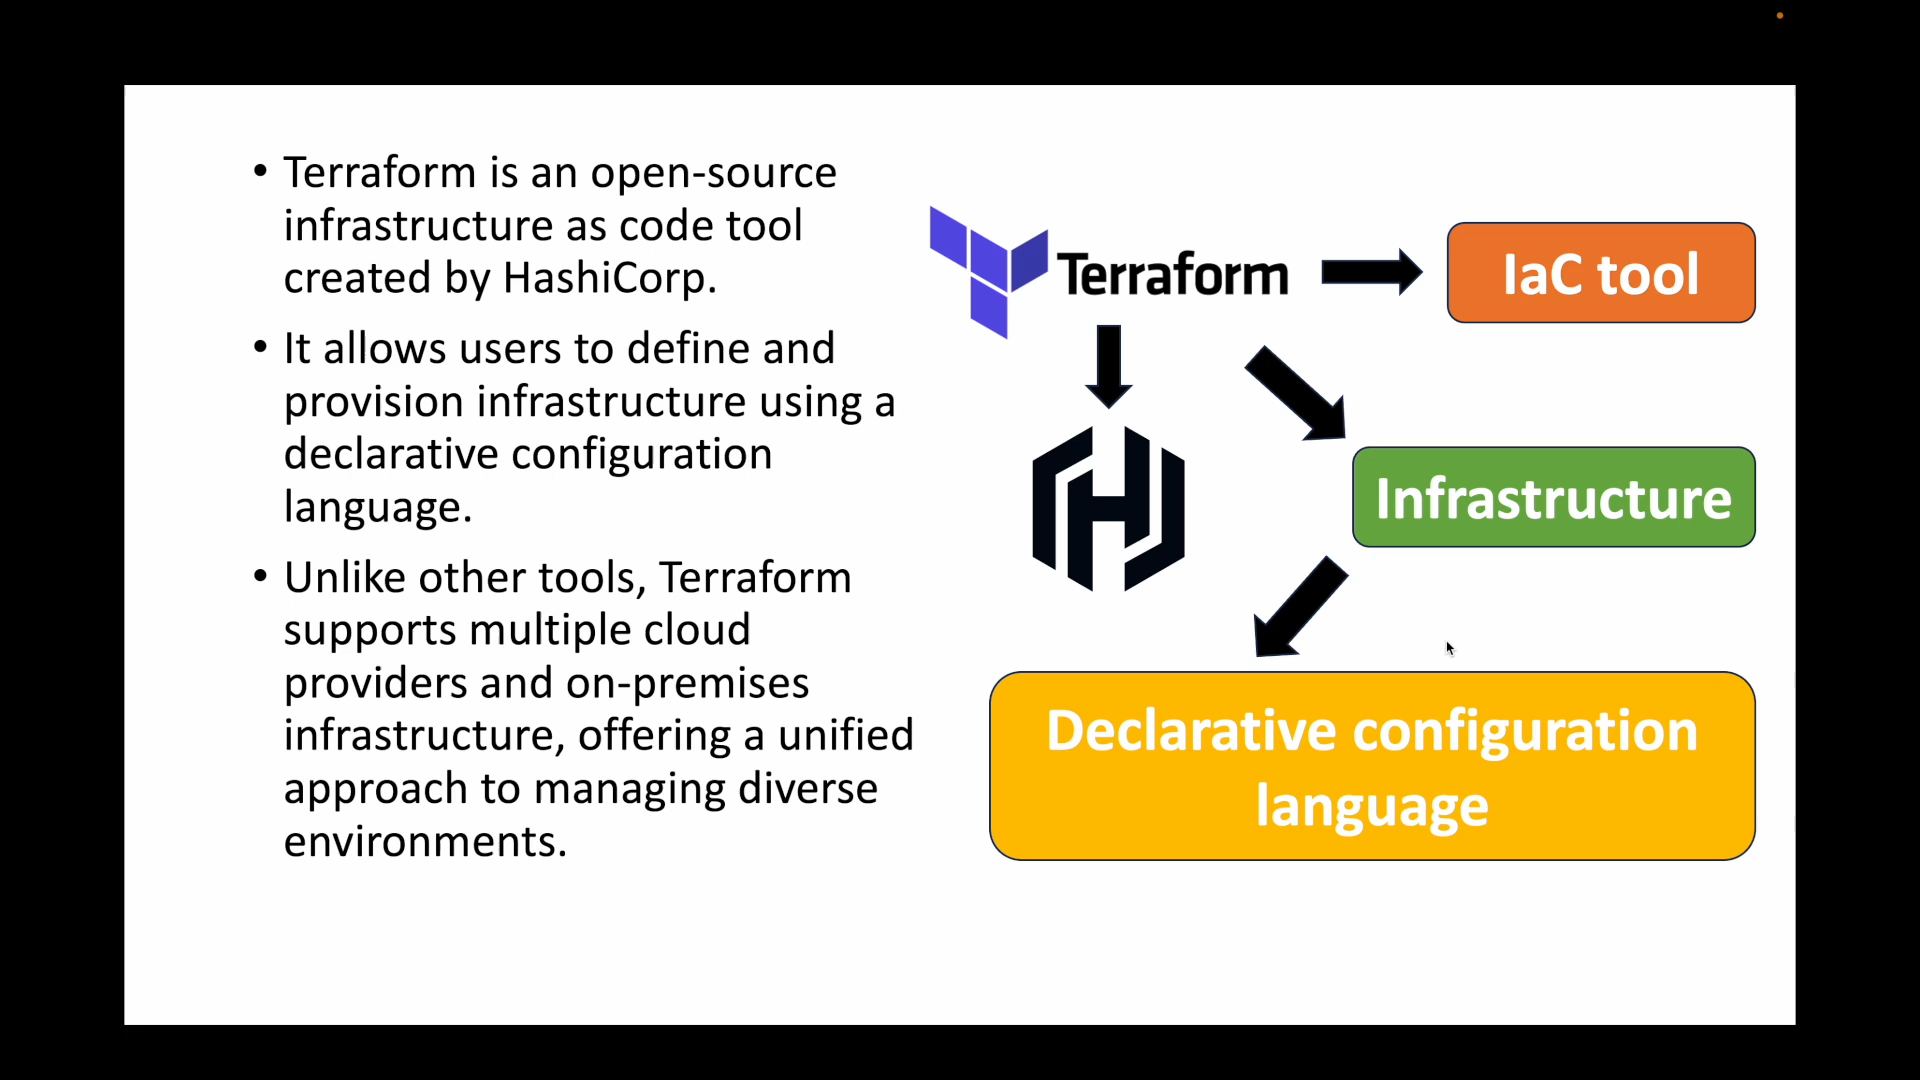 • Terraform is an open-source
infrastructure as code tool
created by HashiCorp.
• It allows users to define and
provision infrastructure using a
declarative configuration
language.
• Unlike other tools, Terraform
supports multiple cloud
providers and on-premises
infrastructure, offering a unified
approach to managing diverse
environments.
Terraform
IaC tool
Infrastructure
Declarative configuration
language